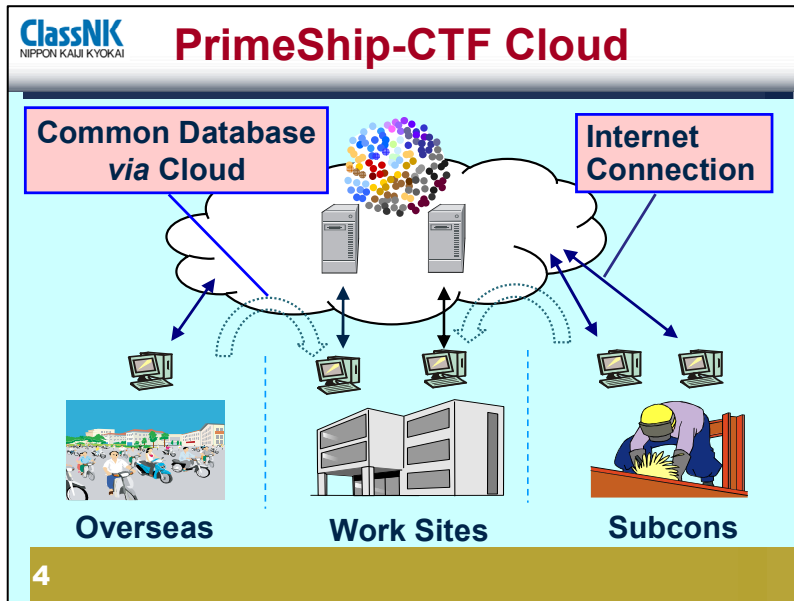 ClassNK
NIPPON KAIJI KYOKAI
PrimeShip-CTF Cloud
Common Database
via Cloud
Internet
Connection
Overseas
Work Sites
Subcons
4